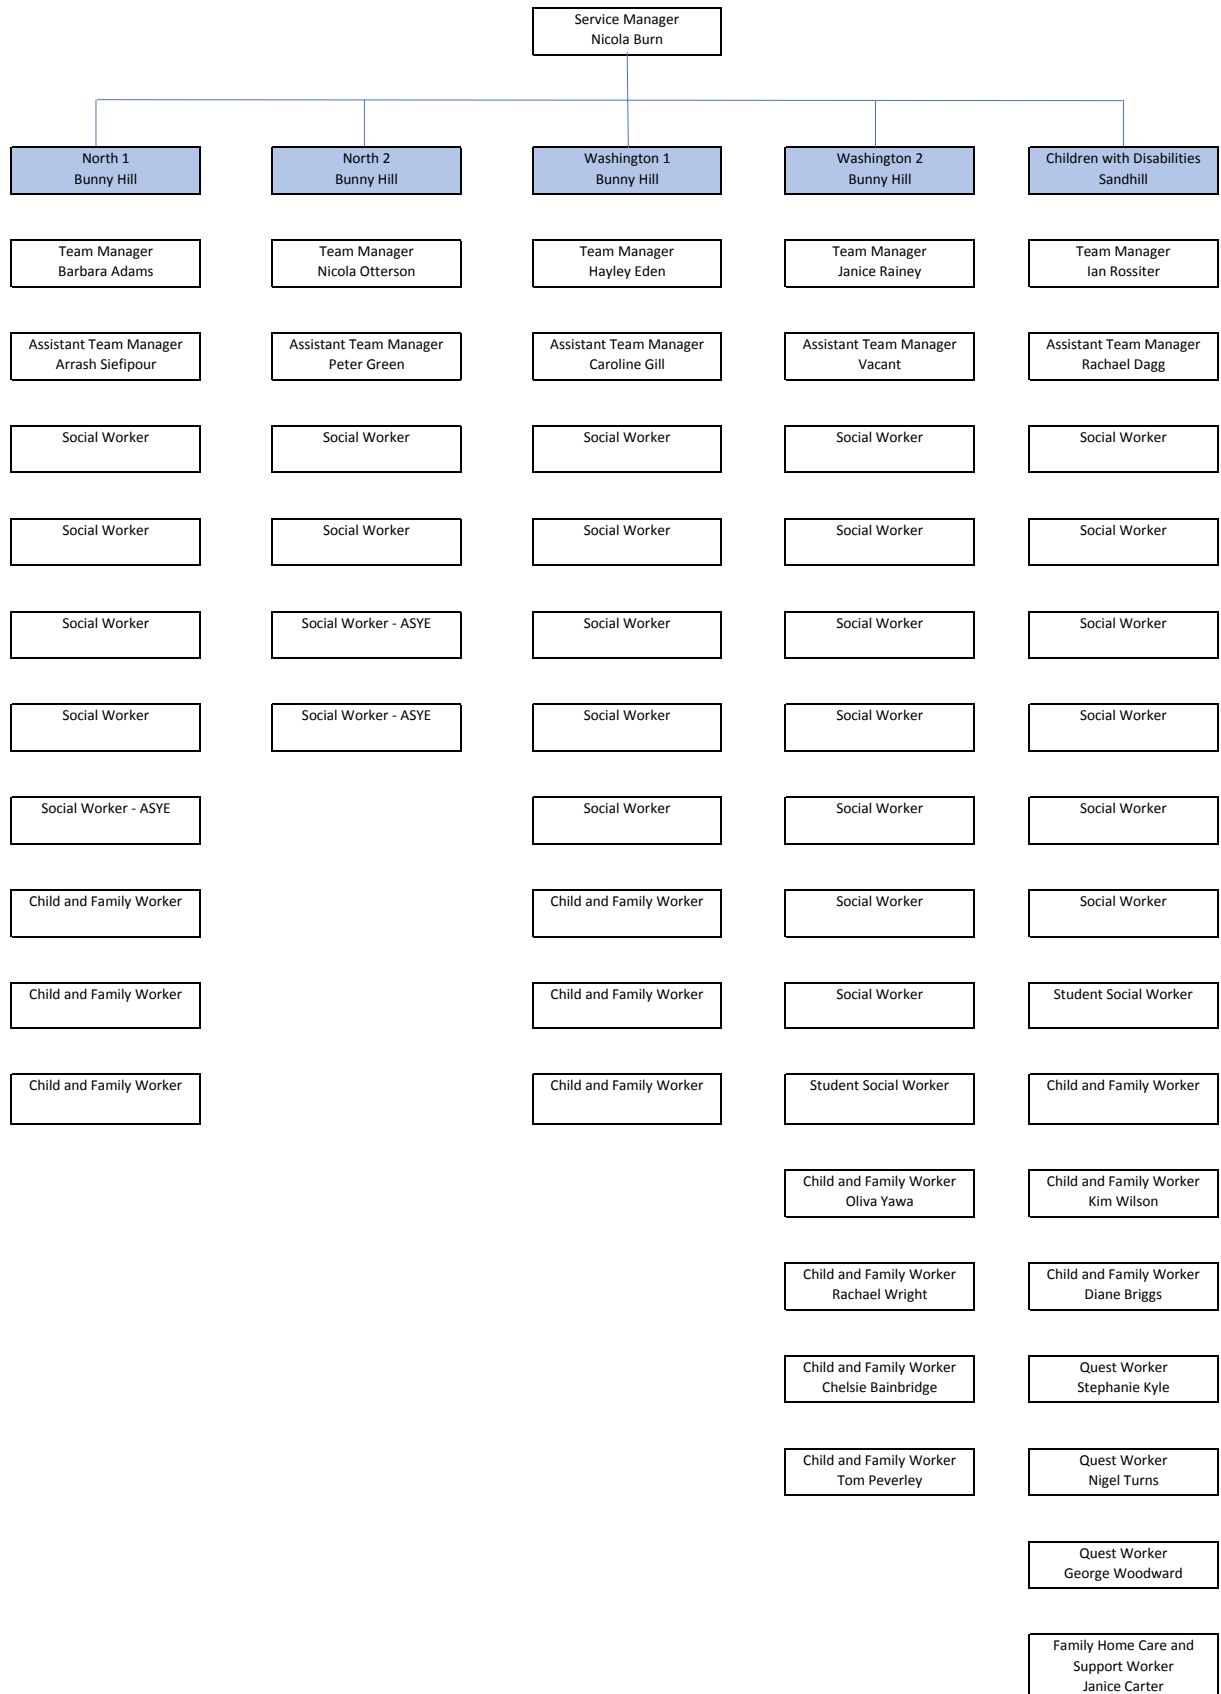 Service Manager
Nicola Burn
North 1
Bunny Hill
North 2
Bunny Hill
Washington 1
Bunny Hill
Washington 2
Bunny Hill
Children with Disabilities
Sandhill
Team Manager
Barbara Adams
Team Manager
Nicola Otterson
Team Manager
Hayley Eden
Team Manager
Janice Rainey
Team Manager
Ian Rossiter
Assistant Team Manager
Arrash Siefipour
Assistant Team Manager
Peter Green
Assistant Team Manager
Caroline Gill
Assistant Team Manager
Vacant
Assistant Team Manager
Rachael Dagg
Social Worker
Social Worker
Social Worker
Social Worker
Social Worker
Social Worker
Social Worker
Social Worker
Social Worker
Social Worker
Social Worker
Social Worker - ASYE
Social Worker
Social Worker
Social Worker
Social Worker
Social Worker - ASYE
Social Worker
Social Worker
Social Worker
Social Worker - ASYE
Social Worker
Social Worker
Social Worker
Child and Family Worker
Child and Family Worker
Social Worker
Social Worker
Child and Family Worker
Child and Family Worker
Social Worker
Student Social Worker
Child and Family Worker
Child and Family Worker
Student Social Worker
Child and Family Worker
Child and Family Worker
Oliva Yawa
Child and Family Worker
Kim Wilson
Child and Family Worker
Rachael Wright
Child and Family Worker
Diane Briggs
Child and Family Worker
Chelsie Bainbridge
Quest Worker
Stephanie Kyle
Child and Family Worker
Tom Peverley
Quest Worker
Nigel Turns
Quest Worker
George Woodward
Family Home Care and
Support Worker
Janice Carter